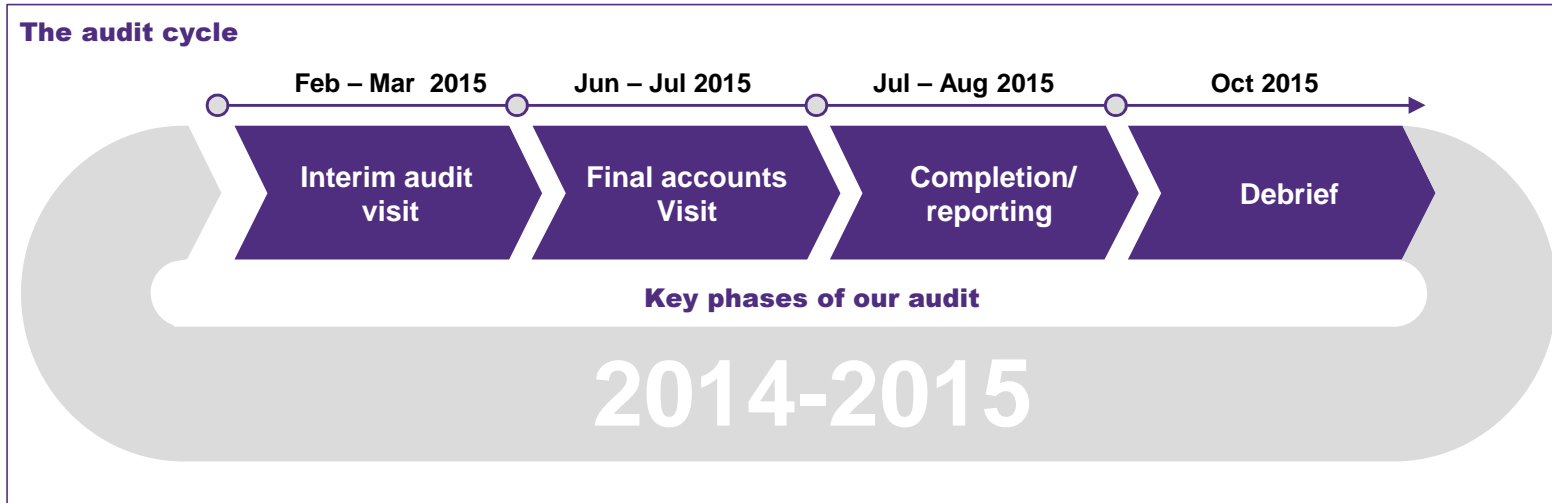 The audit cycle
Feb – Mar 2015
Jun – Jul 2015
Jul – Aug 2015
Oct 2015
Interim audit
visit
Final accounts
Visit
Completion/
reporting
Debrief
Key phases of our audit
2014-2015